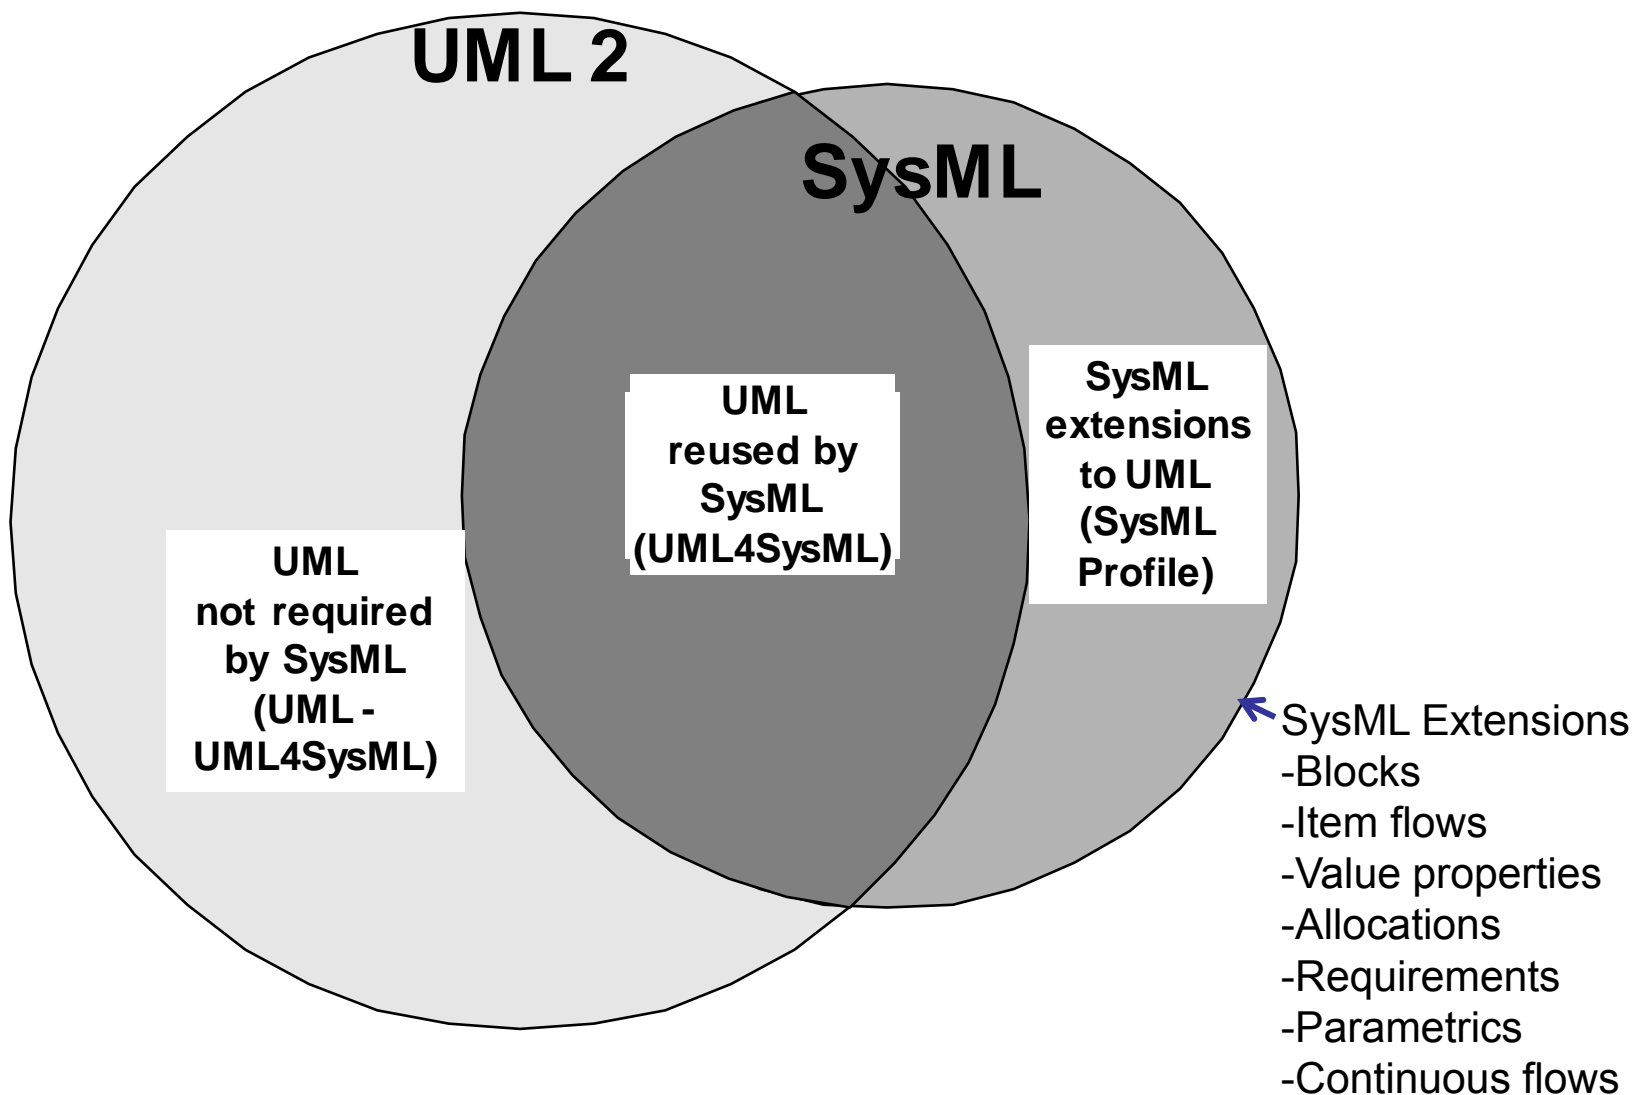 UML 2
SysML
UML
reused by
SysML
(UML4SysML)
SysML
extensions
to UML
(SysML
Profile)
UML
not required
by SysML
(UML -
UML4SysML)
SysML Extensions
-Blocks
-Item flows
-Value properties
-Allocations
-Requirements
-Parametrics
-Continuous flows